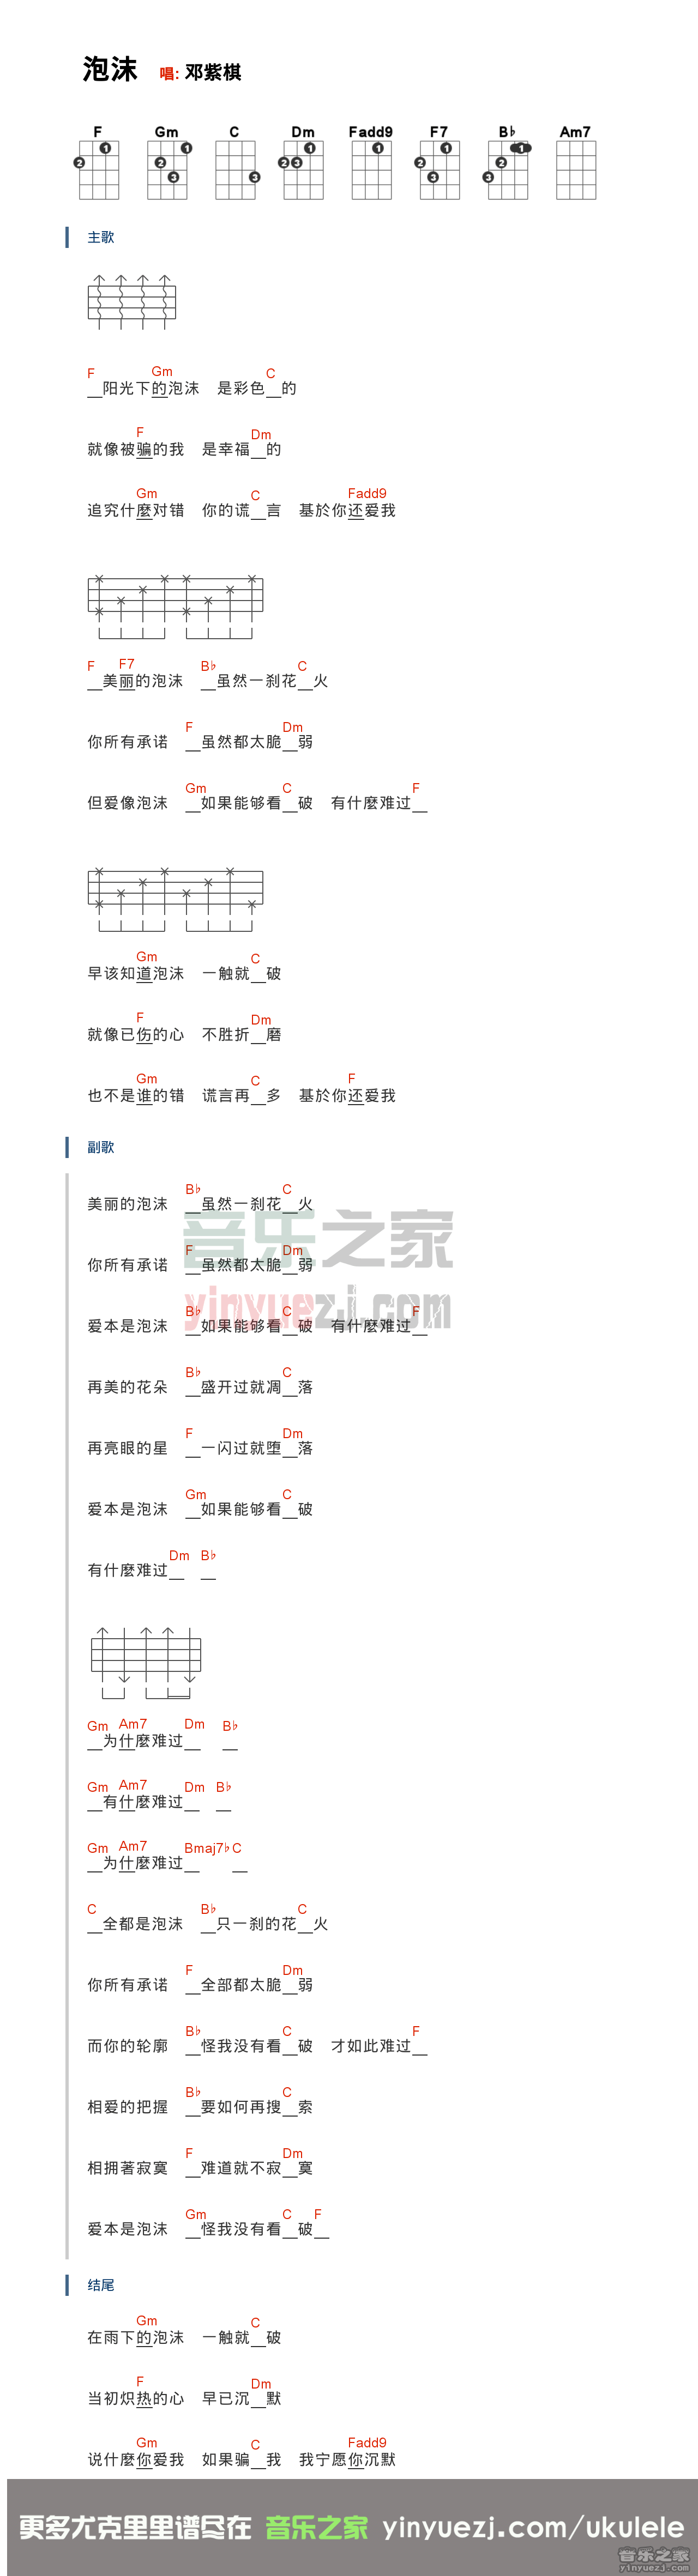 泡沫 唱: 邓紫棋
F Gm C Dm Fadd9 F7 B♭ Am7
1 2 1 2 3 3 1 2 3 1 1 2 3 1 2 3
主歌
F Gm C
__阳光下的泡沫 是彩色__的
F Dm
就像被骗的我 是幸福__的
Gm C Fadd9
追究什麼对错 你的谎__言 基於你还爱我
F F7 B♭ C
__美丽的泡沫 __虽然一刹花__火
F Dm
你所有承诺 __虽然都太脆__弱
Gm C F
但爱像泡沫 __如果能够看__破 有什麼难过__
Gm C
早该知道泡沫 一触就__破
F Dm
就像已伤的心 不胜折__磨
Gm C F
也不是谁的错 谎言再__多 基於你还爱我
副歌
B♭ C
美丽的泡沫 __虽然一刹花__火
F Dm
你所有承诺 __虽然都太脆__弱
B♭ C F
爱本是泡沫 __如果能够看__破 有什麼难过__
B♭ C
再美的花朵 __盛开过就凋__落
F Dm
再亮眼的星 __一闪过就堕__落
Gm C
爱本是泡沫 __如果能够看__破
Dm B♭
有什麼难过__ __
Gm Am7 Dm B♭
__为什麼难过__ __
Gm Am7 Dm B♭
__有什麼难过__ __
Gm Am7 Bmaj7♭ C
__为什麼难过__ __
C B♭ C
__全都是泡沫 __只一刹的花__火
F Dm
你所有承诺 __全部都太脆__弱
B♭ C F
而你的轮廓 __怪我没有看__破 才如此难过__
B♭ C
相爱的把握 __要如何再搜__索
F Dm
相拥著寂寞 __难道就不寂__寞
Gm C F
爱本是泡沫 __怪我没有看__破__
结尾
Gm C
在雨下的泡沫 一触就__破
F Dm
当初炽热的心 早已沉__默
Gm C Fadd9
说什麼你爱我 如果骗__我 我宁愿你沉默
音乐之家
yinyuezj.com
更多尤克里里谱尽在 音乐之家 yinyuezj.com/ukulele
音乐之家
yinyuezj.com